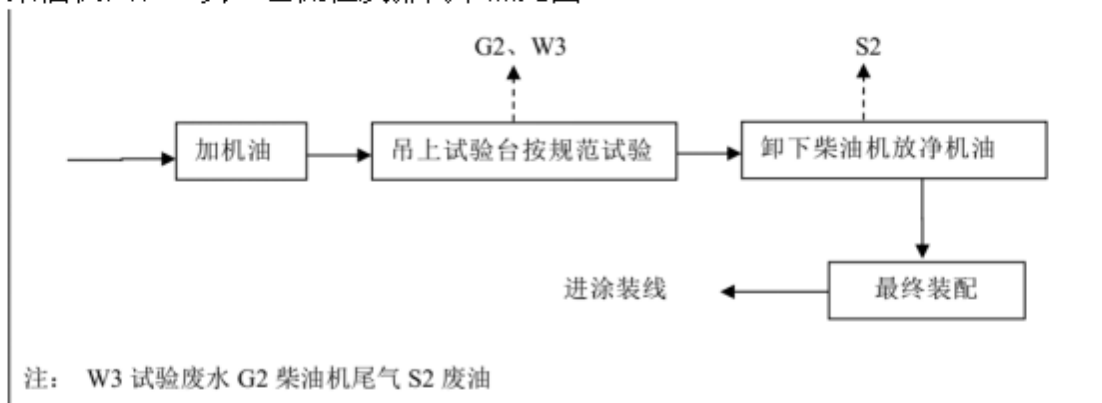 G2、W3
S2
加机油
吊上试验台按规范试验
卸下柴油机放净机油
进涂装线
最终装配
注： W3 试验废水 G2 柴油机尾气 S2 废油